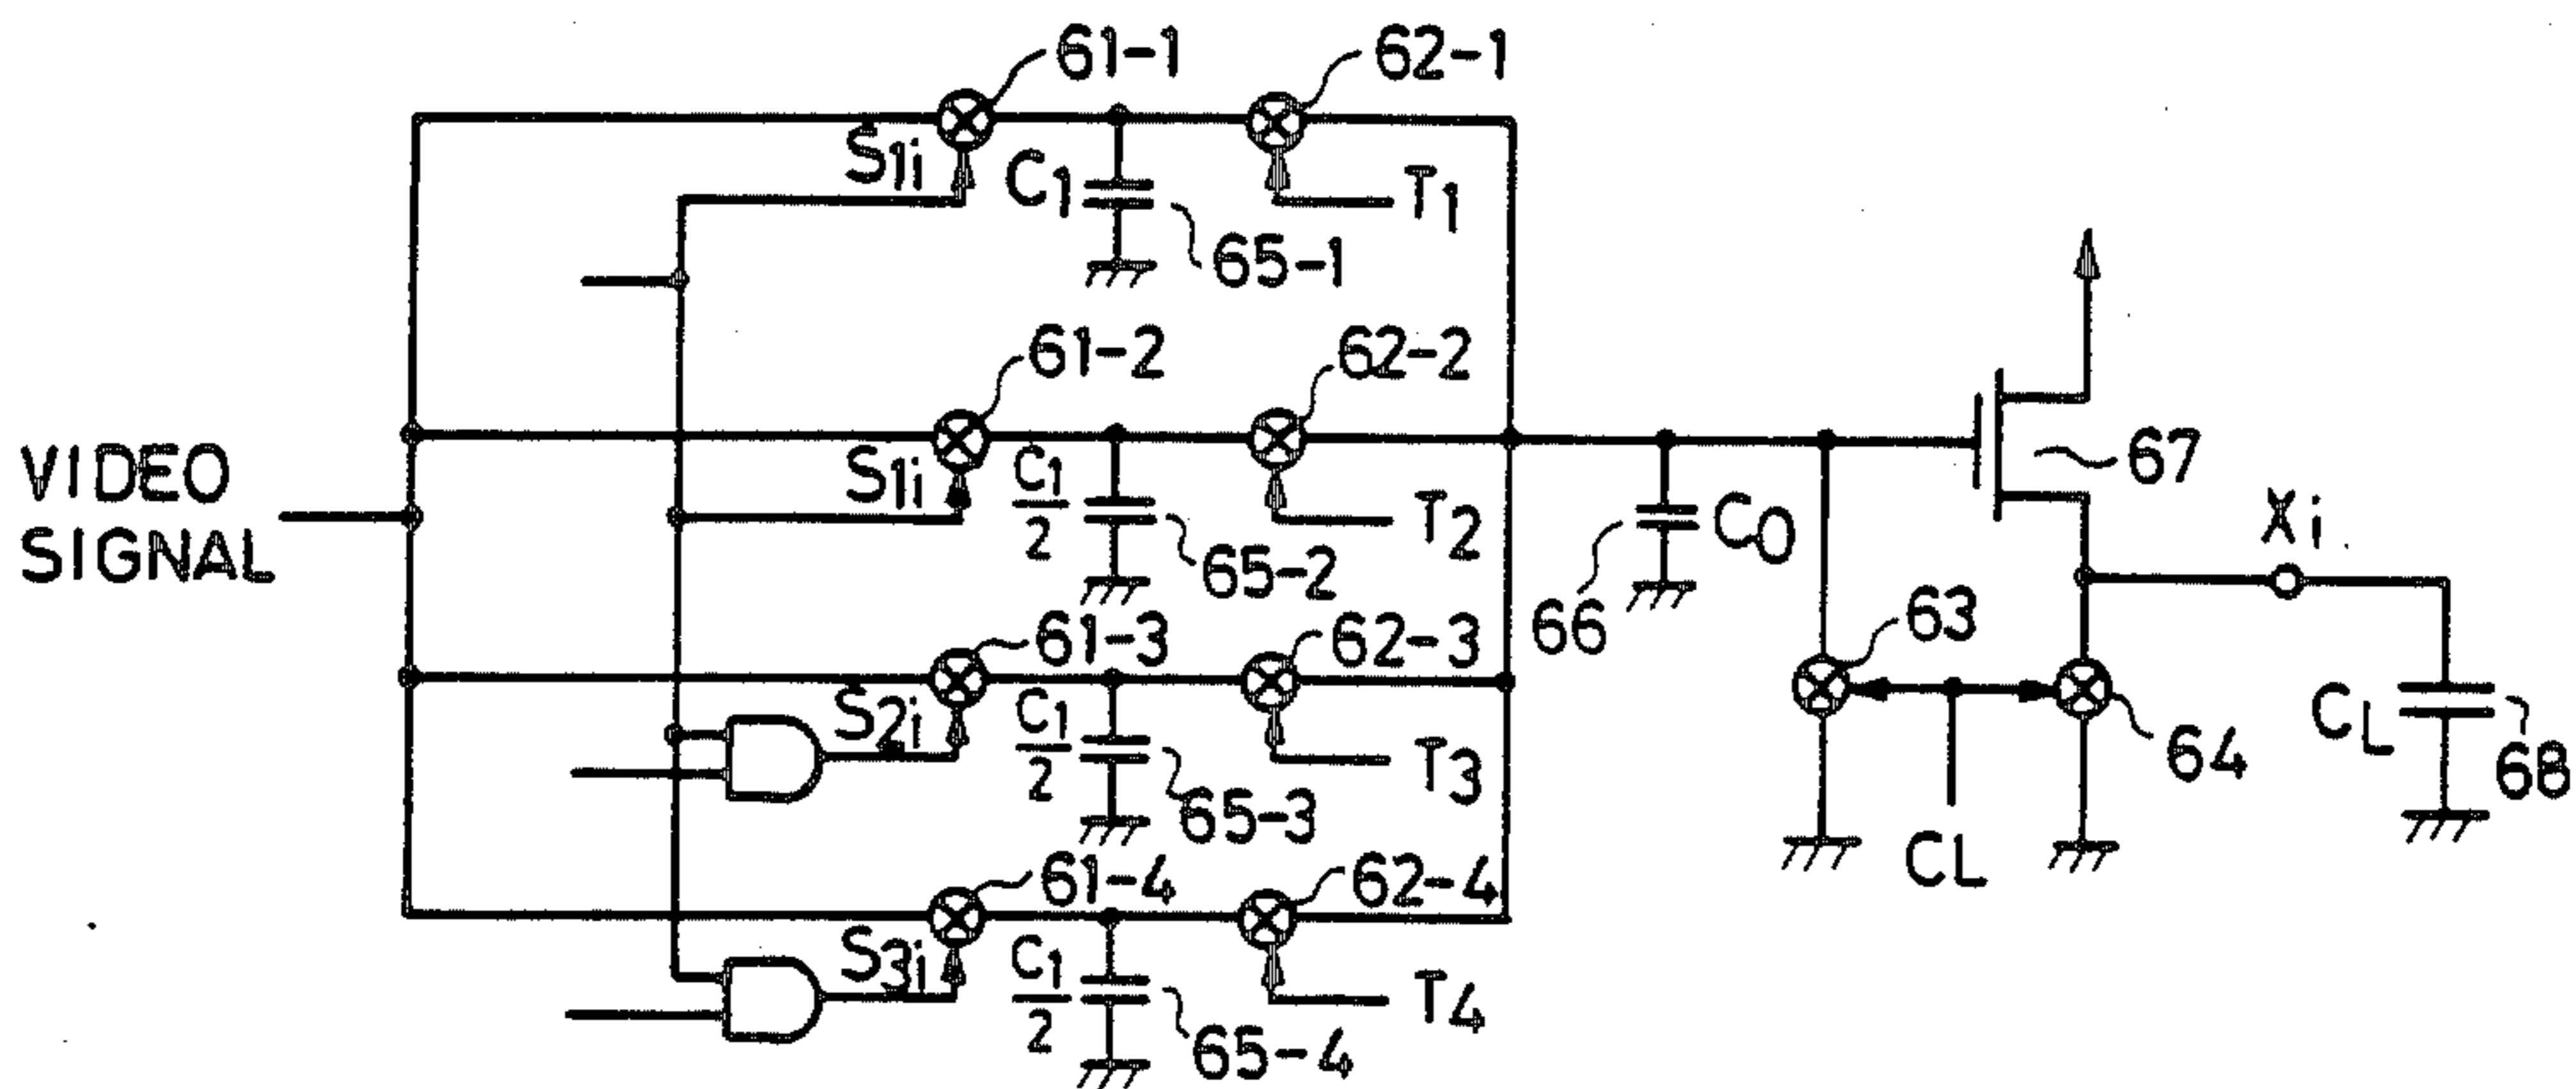 61-1
62-1
S1i
C1
T1
65-1
61-2
62-2
VIDEO
SIGNAL
S1i
C1/2
T2
65-2
C0
66
67
Xi
61-3
62-3
63
S2i
C1/2
T3
65-3
64
CL
68
CL
61-4
62-4
S3i
C1/2
T4
65-4